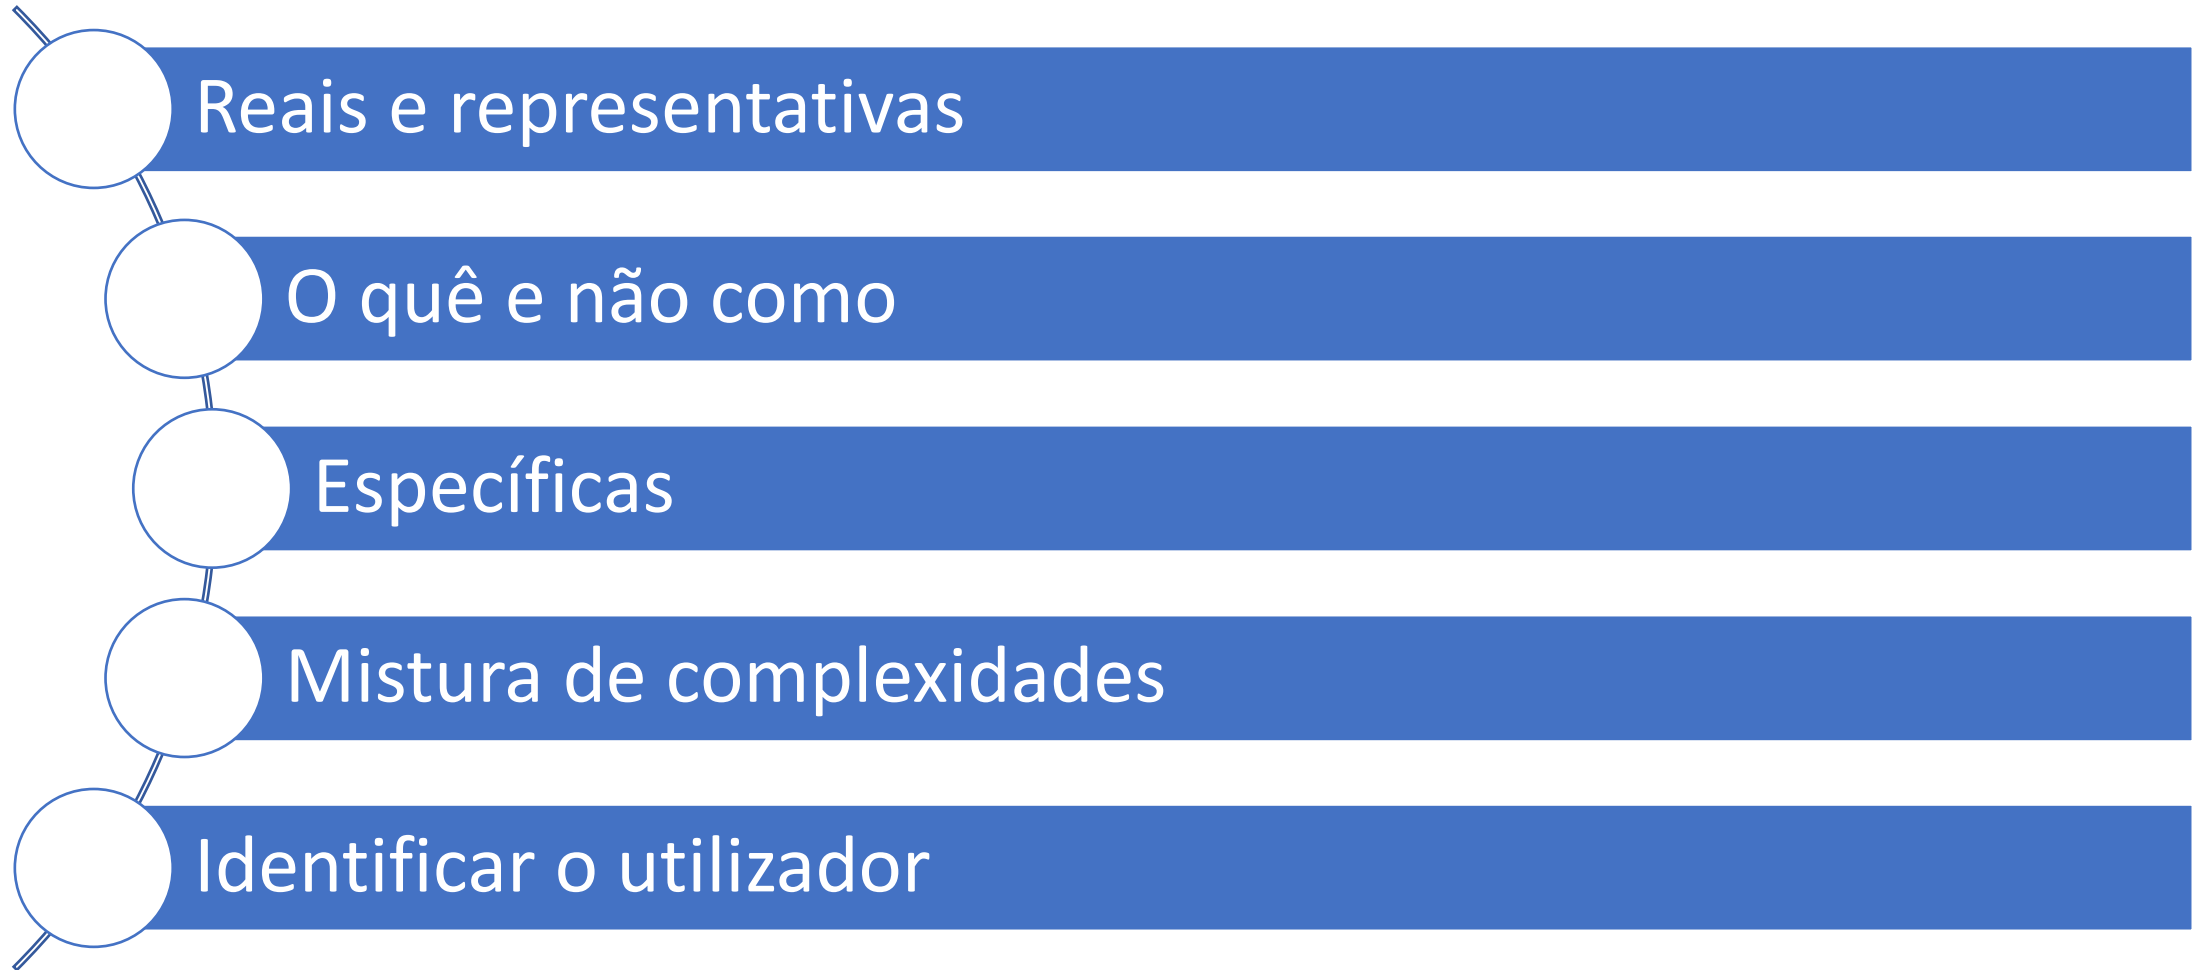 Reais e representativas
O quê e não como
Específicas
Mistura de complexidades
Identificar o utilizador